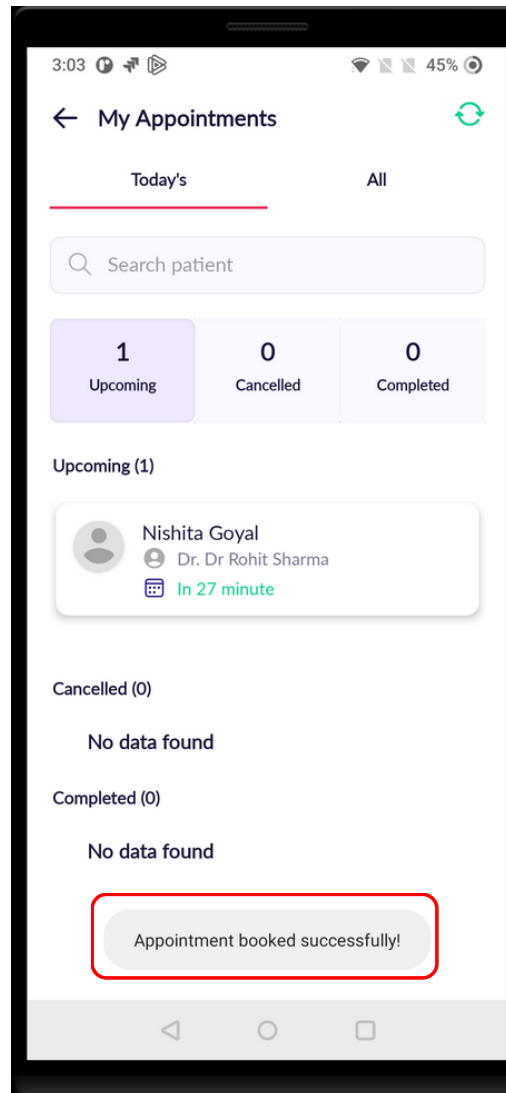 3:03 45%
My Appointments
Today's All
Search patient
1 0 0
Upcoming Cancelled Completed
Upcoming (1)
Nishita Goyal
Dr. Dr Rohit Sharma
In 27 minute
Cancelled (0)
No data found
Completed (0)
No data found
Appointment booked successfully!